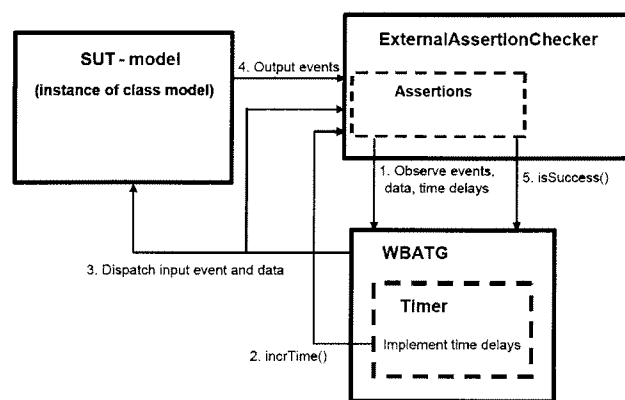 SUT - model
(instance of class model)
4. Output events
ExternalAssertionChecker
Assertions
1. Observe events,
data, time delays
5. isSuccess()
3. Dispatch input event and data
WBATG
Timer
Implement time delays
2. incrTime()